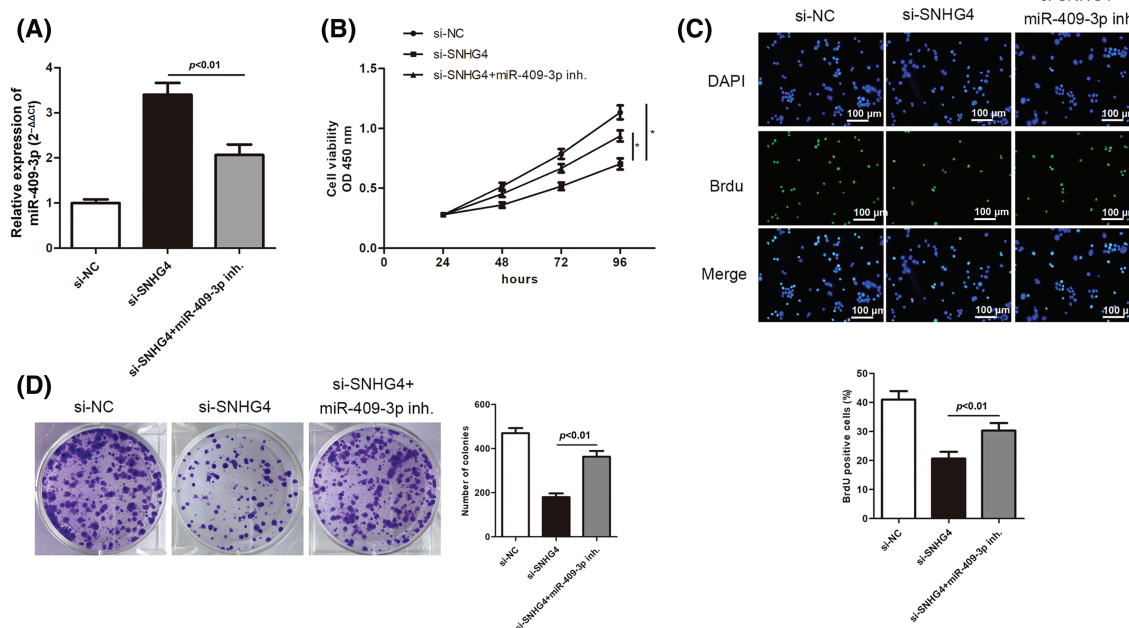 (A)
Relative expression of
miR-409-3p (2−ΔΔCt)
4
3
2
1
0
p<0.01
si-NC
si-SNHG4
si-SNHG4+miR-409-3p inh.
(B)
si-NC
si-SNHG4
si-SNHG4+miR-409-3p inh.
Cell viability
OD 450 nm
1.5
1.0
0.5
0.0
0
24
48
72
96
hours
*
*
(C)
si-NC
si-SNHG4
miR-409-3p inh.
DAPI
100 μm
100 μm
100 μm
Brdu
100 μm
100 μm
100 μm
Merge
100 μm
100 μm
100 μm
BrdU positive cells (%)
50
40
30
20
10
0
p<0.01
si-NC
si-SNHG4
si-SNHG4+miR-409-3p inh.
(D)
si-NC
si-SNHG4
si-SNHG4+
miR-409-3p inh.
Number of colonies
600
400
200
0
p<0.01
si-NC
si-SNHG4
si-SNHG4+miR-409-3p inh.